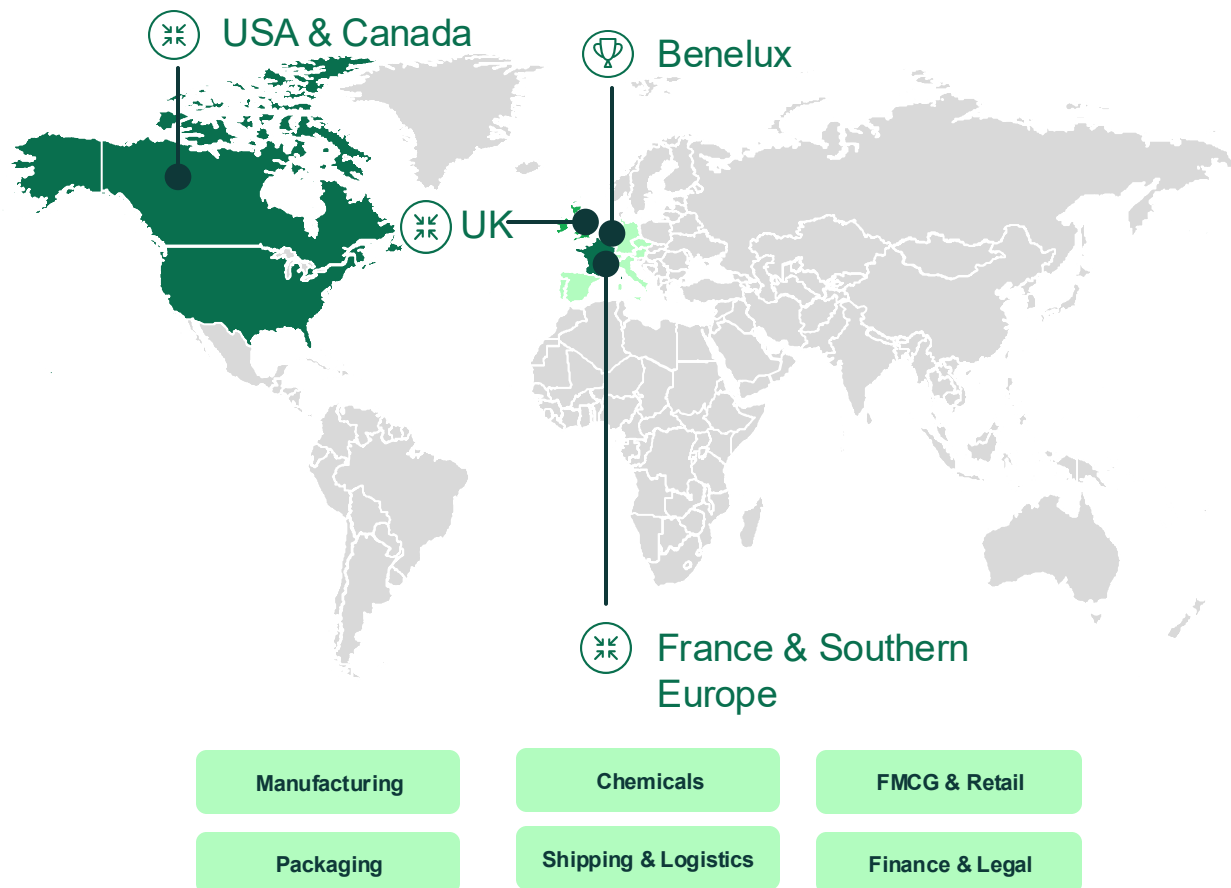 USA & Canada
Benelux
UK
France & Southern
Europe
Manufacturing
Chemicals
FMCG & Retail
Packaging
Shipping & Logistics
Finance & Legal